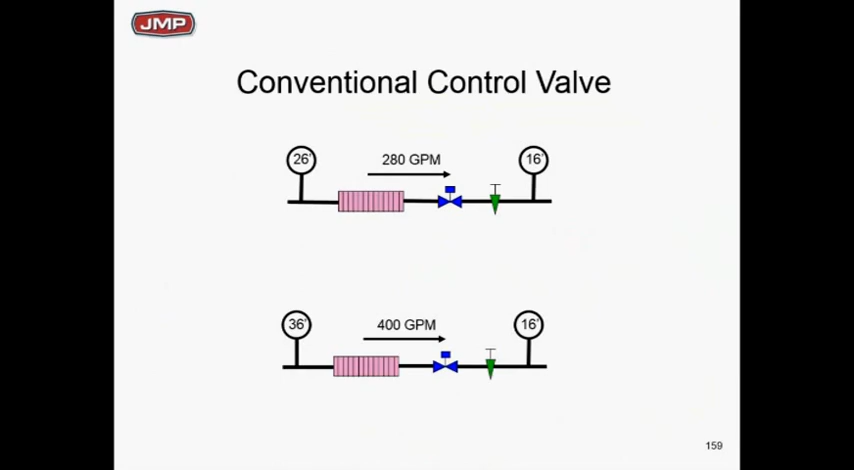 JMP
Conventional Control Valve
26'
280 GPM
16'
36'
400 GPM
16'
159